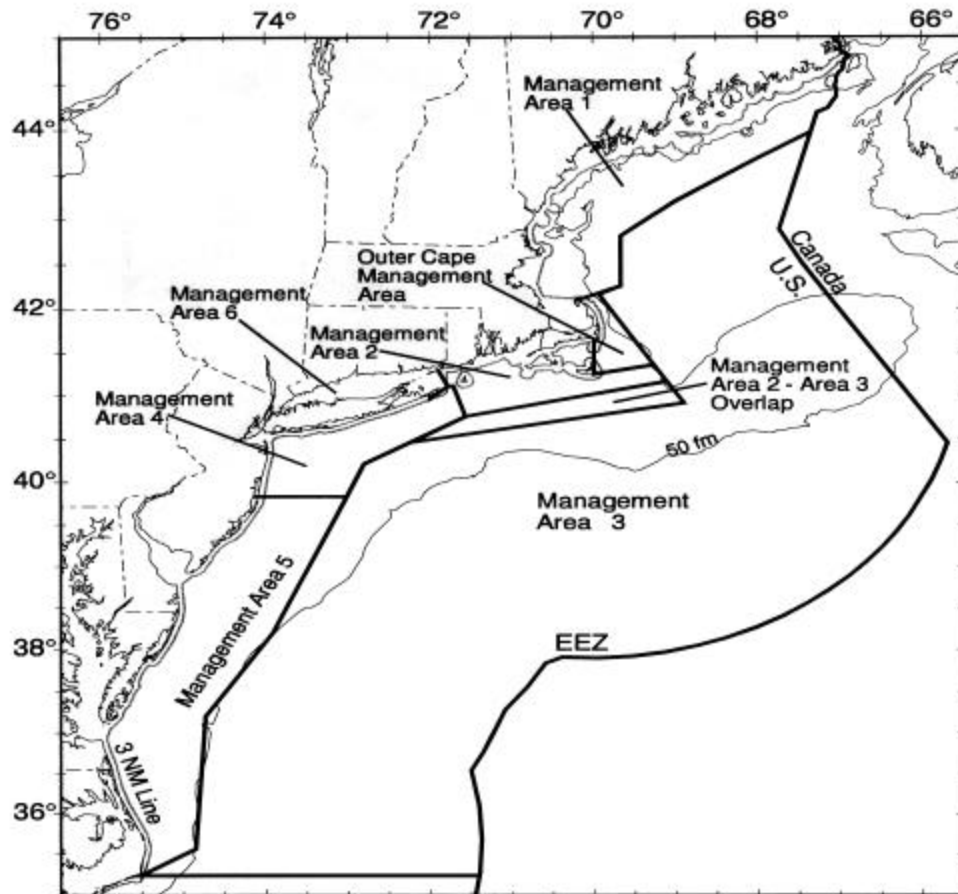 76° 74° 72° 70° 68° 66°
Management
Area 1
44°
Canada
U.S.
Outer Cape
Management
Area
42°
Management
Area 6
Management
Area 2
Management
Area 2 - Area 3
Overlap
Management
Area 4
50 fm
40°
Management
Area 3
Management Area 5
38°
EEZ
3 NM Line
36°